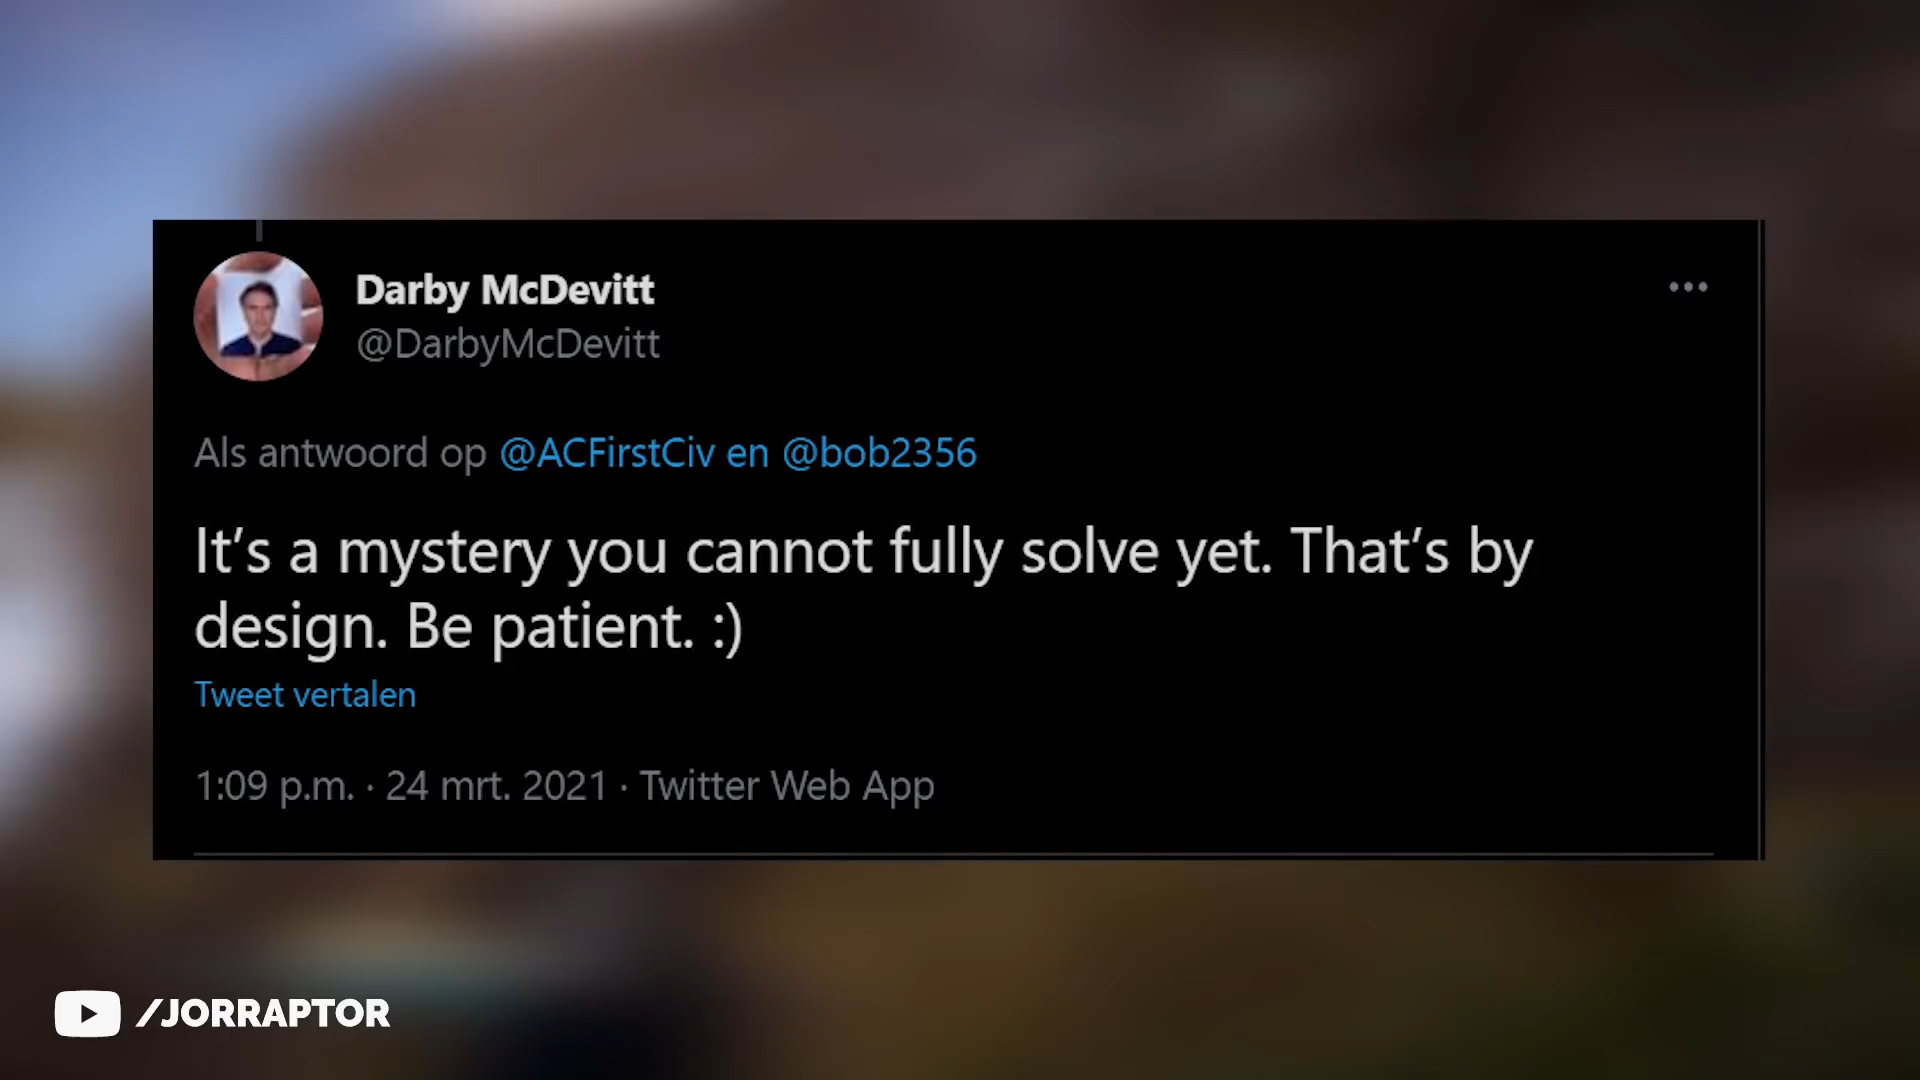 Darby McDevitt
@DarbyMcDevitt
Als antwoord op @ACFirstCiv en @bob2356
It’s a mystery you cannot fully solve yet. That’s by
design. Be patient. :)
Tweet vertalen
1:09 p.m. · 24 mrt. 2021 · Twitter Web App
/JORRAPTOR